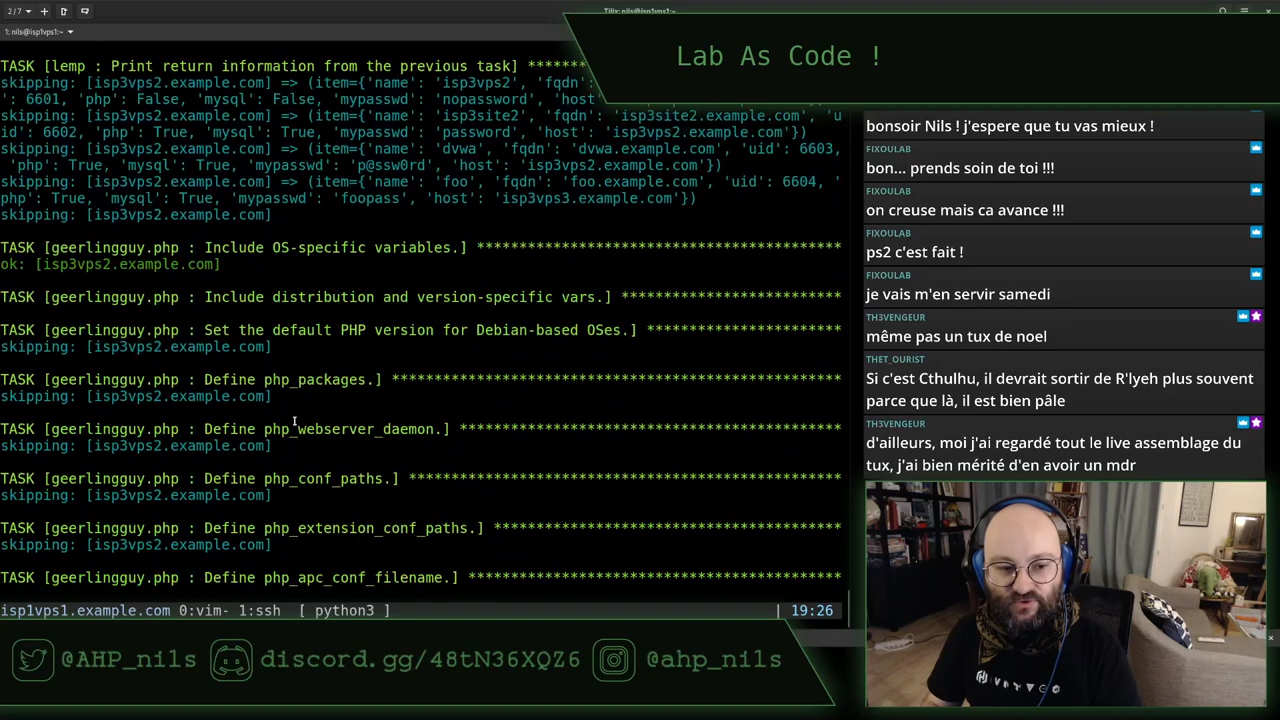 2/7
Tilix: nils@isp1vps1:~
1: nils@isp1vps1:~
Lab As Code !
TASK [lemp : Print return information from the previous task] *******
skipping: [isp3vps2.example.com] => (item={'name': 'isp3vps2', 'fqdn':
': 6601, 'php': False, 'mysql': False, 'mypasswd': 'nopassword', 'host'
skipping: [isp3vps2.example.com] => (item={'name': 'isp3site2', 'fqdn': 'isp3site2.example.com', 'u
id': 6602, 'php': True, 'mysql': True, 'mypasswd': 'password', 'host': 'isp3vps2.example.com'})
skipping: [isp3vps2.example.com] => (item={'name': 'dvwa', 'fqdn': 'dvwa.example.com', 'uid': 6603,
'php': True, 'mysql': True, 'mypasswd': 'p@ssw0rd', 'host': 'isp3vps2.example.com'})
skipping: [isp3vps2.example.com] => (item={'name': 'foo', 'fqdn': 'foo.example.com', 'uid': 6604, '
php': True, 'mysql': True, 'mypasswd': 'foopass', 'host': 'isp3vps3.example.com'})
skipping: [isp3vps2.example.com]
TASK [geerlingguy.php : Include OS-specific variables.] *******************************************
ok: [isp3vps2.example.com]
TASK [geerlingguy.php : Include distribution and version-specific vars.] **************************
TASK [geerlingguy.php : Set the default PHP version for Debian-based OSes.] ***********************
skipping: [isp3vps2.example.com]
TASK [geerlingguy.php : Define php_packages.] *****************************************************
skipping: [isp3vps2.example.com]
TASK [geerlingguy.php : Define php_webserver_daemon.] *********************************************
skipping: [isp3vps2.example.com]
TASK [geerlingguy.php : Define php_conf_paths.] ***************************************************
skipping: [isp3vps2.example.com]
TASK [geerlingguy.php : Define php_extension_conf_paths.] *****************************************
skipping: [isp3vps2.example.com]
TASK [geerlingguy.php : Define php_apc_conf_filename.] ********************************************
isp1vps1.example.com 0:vim- 1:ssh [ python3 ] | 19:26
bonsoir Nils ! j'espere que tu vas mieux !
FIXOULAB
bon... prends soin de toi !!!
FIXOULAB
on creuse mais ca avance !!!
FIXOULAB
ps2 c'est fait !
FIXOULAB
je vais m'en servir samedi
TH3VENGEUR
même pas un tux de noel
THET_OURIST
Si c'est Cthulhu, il devrait sortir de R'lyeh plus souvent
parce que là, il est bien pâle
TH3VENGEUR
d'ailleurs, moi j'ai regardé tout le live assemblage du
tux, j'ai bien mérité d'en avoir un mdr
@AHP_nils discord.gg/48tN36XQZ6 @ahp_nils